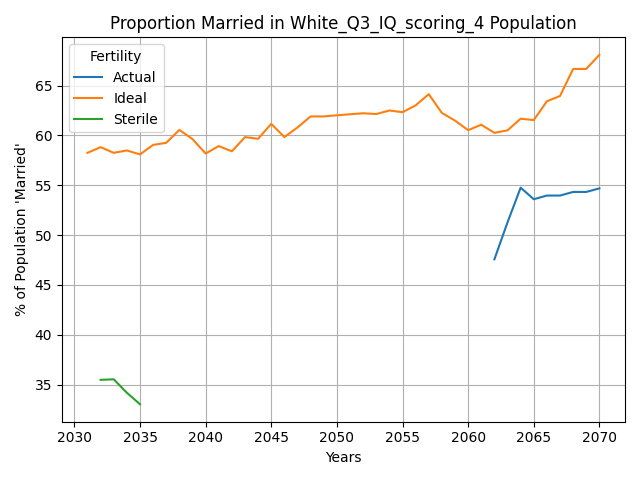 Proportion Married in White_Q3_IQ_scoring_4 Population
Fertility
Actual
Ideal
Sterile
% of Population 'Married'
65
60
55
50
45
40
35
2030 2035 2040 2045 2050 2055 2060 2065 2070
Years